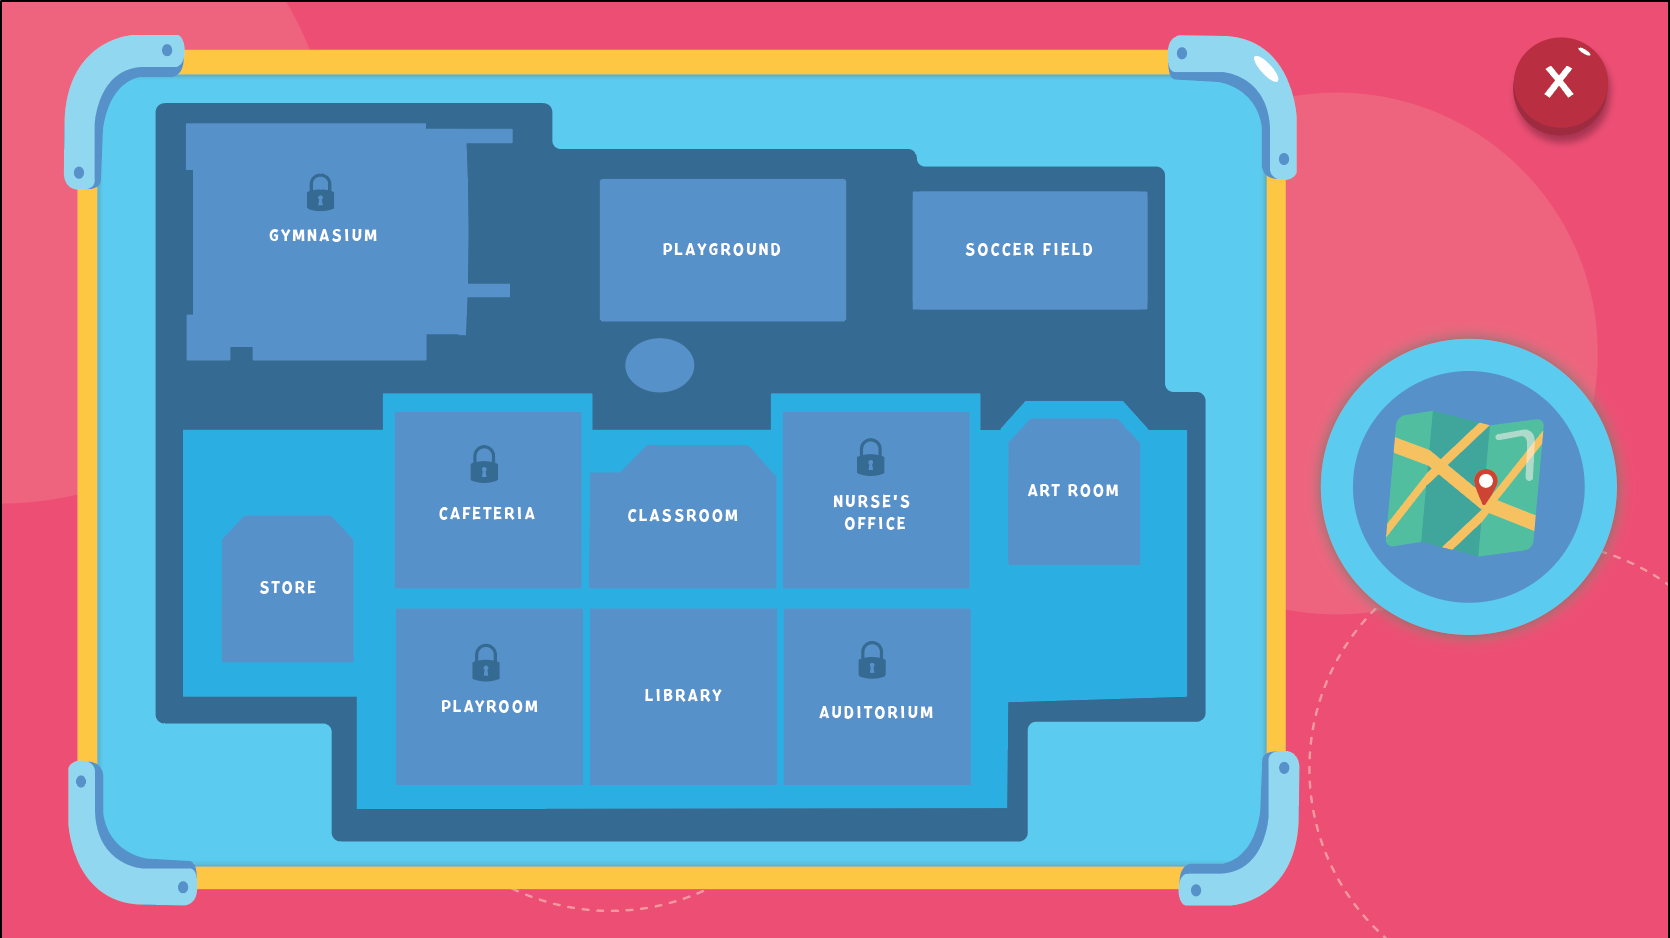 X
GYMNASIUM
PLAYGROUND
SOCCER FIELD
CAFETERIA
CLASSROOM
NURSE'S
OFFICE
ART ROOM
STORE
PLAYROOM
LIBRARY
AUDITORIUM